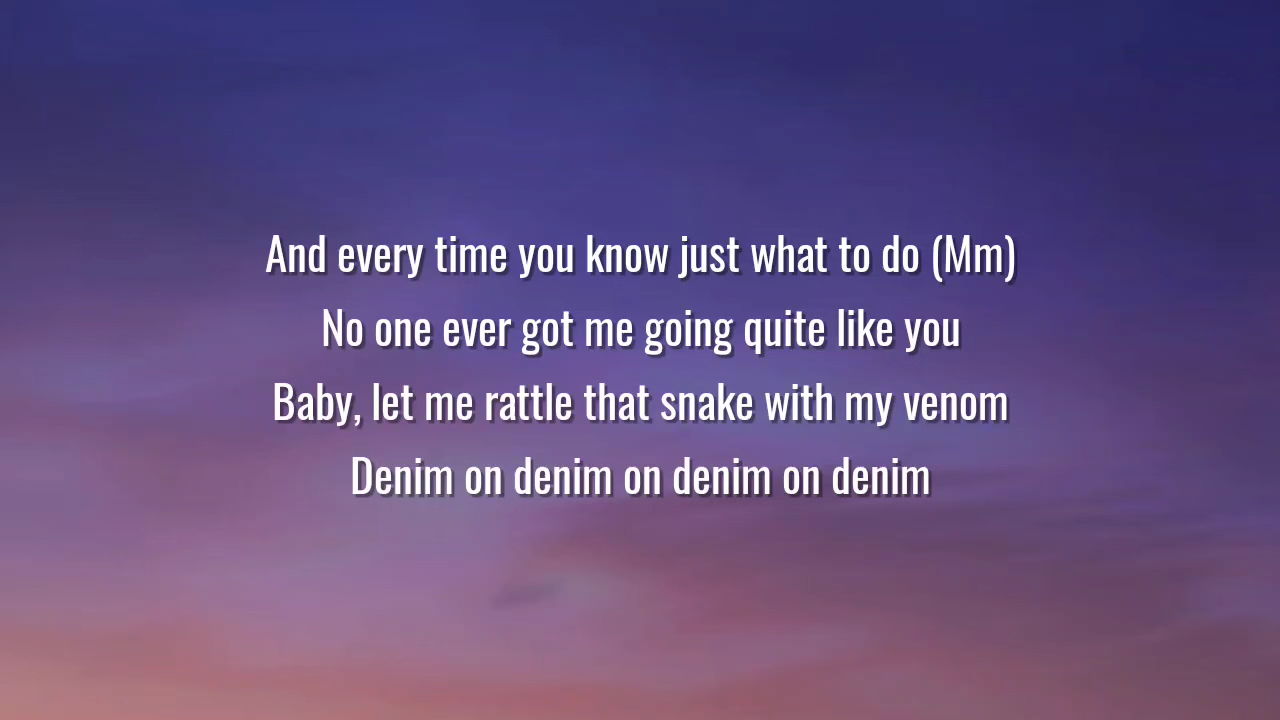 And every time you know just what to do (Mm)
No one ever got me going quite like you
Baby, let me rattle that snake with my venom
Denim on denim on denim on denim